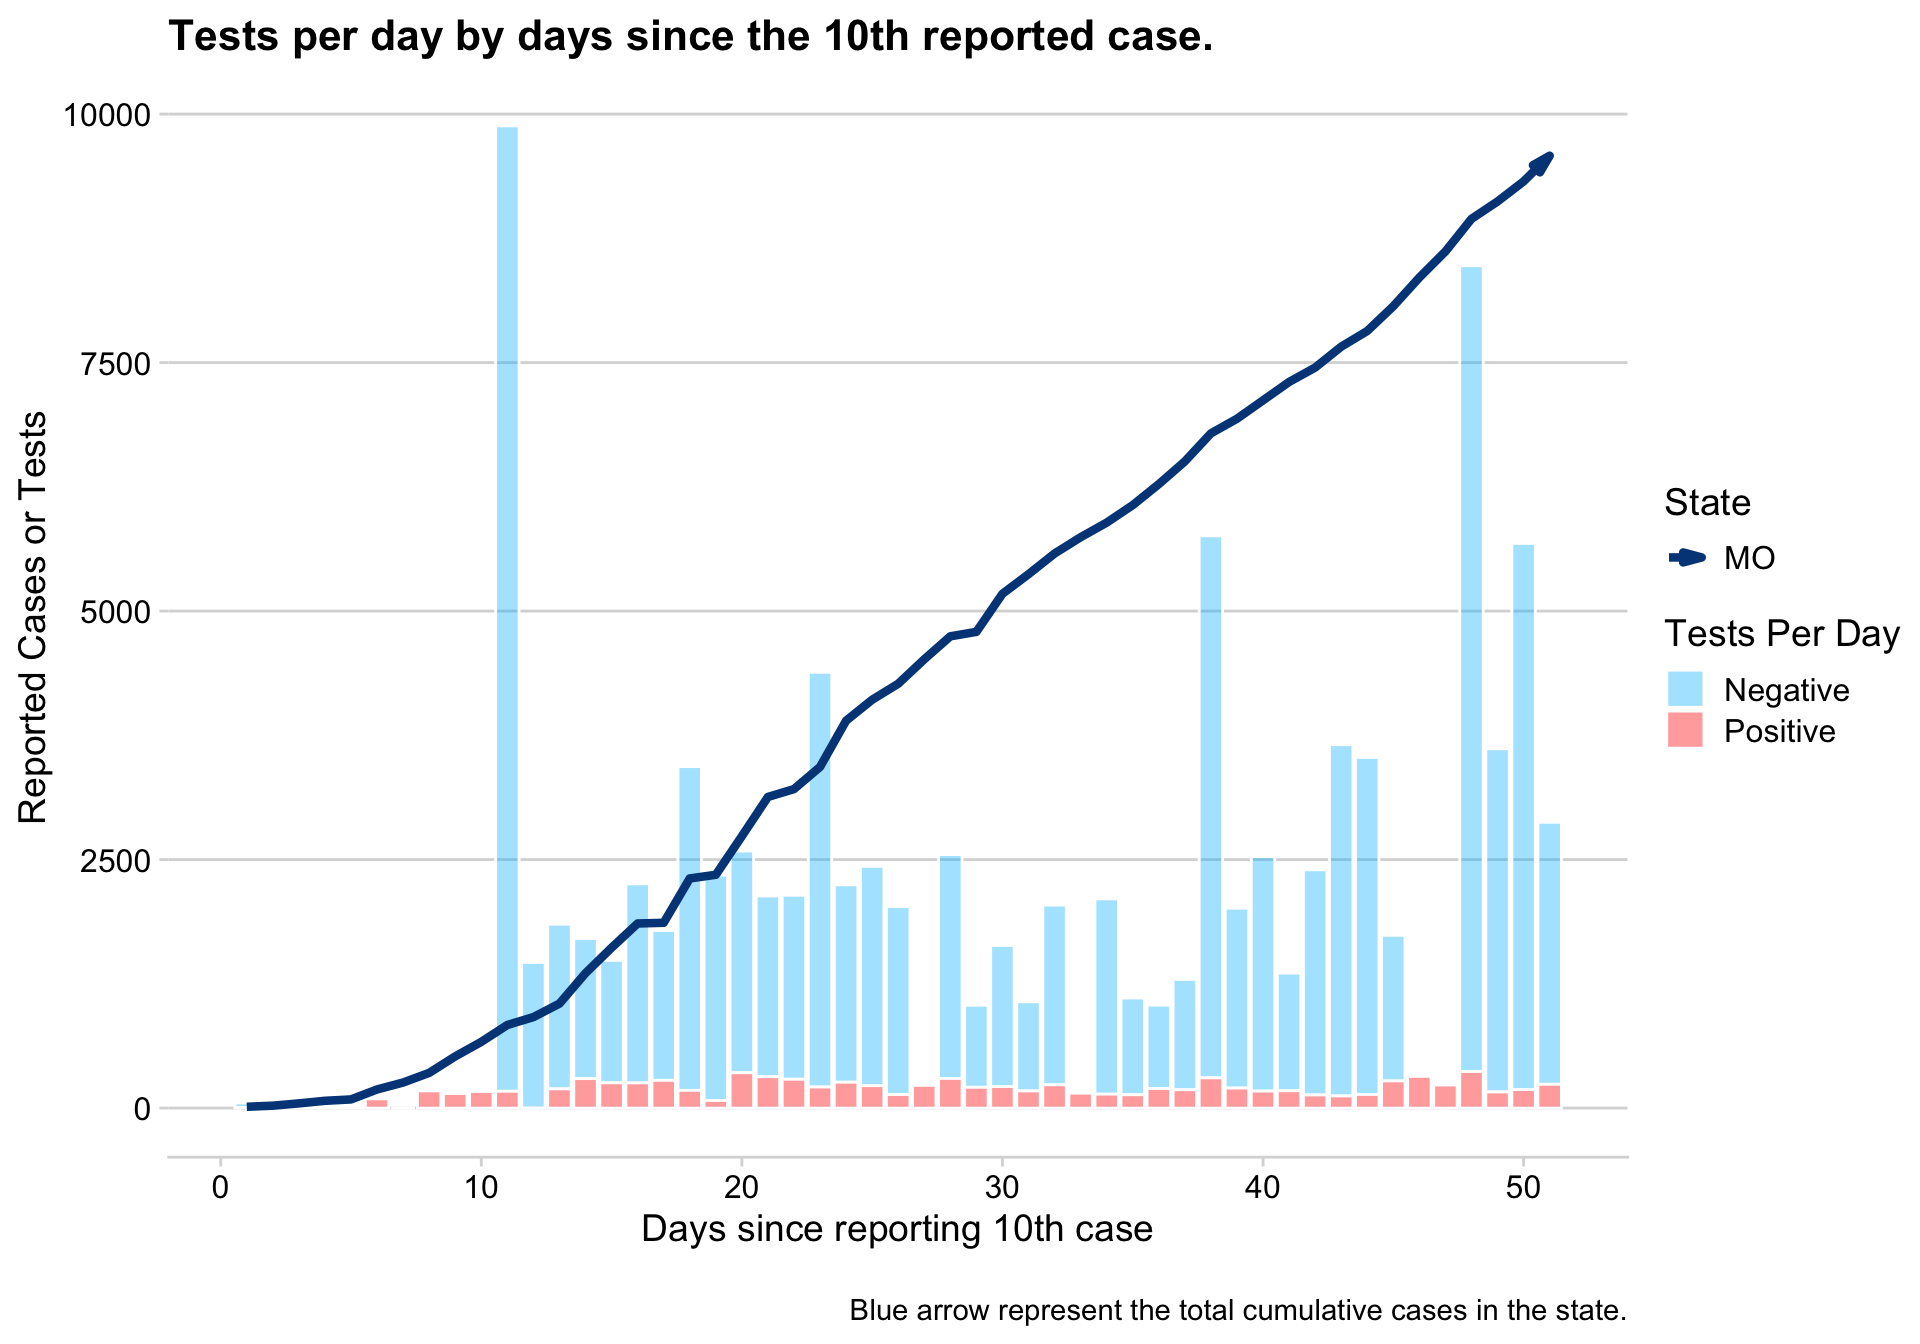 Tests per day by days since the 10th reported case.
10000
7500
5000
2500
0
Reported Cases or Tests
0 10 20 30 40 50
Days since reporting 10th case
State
MO
Tests Per Day
Negative
Positive
Blue arrow represent the total cumulative cases in the state.